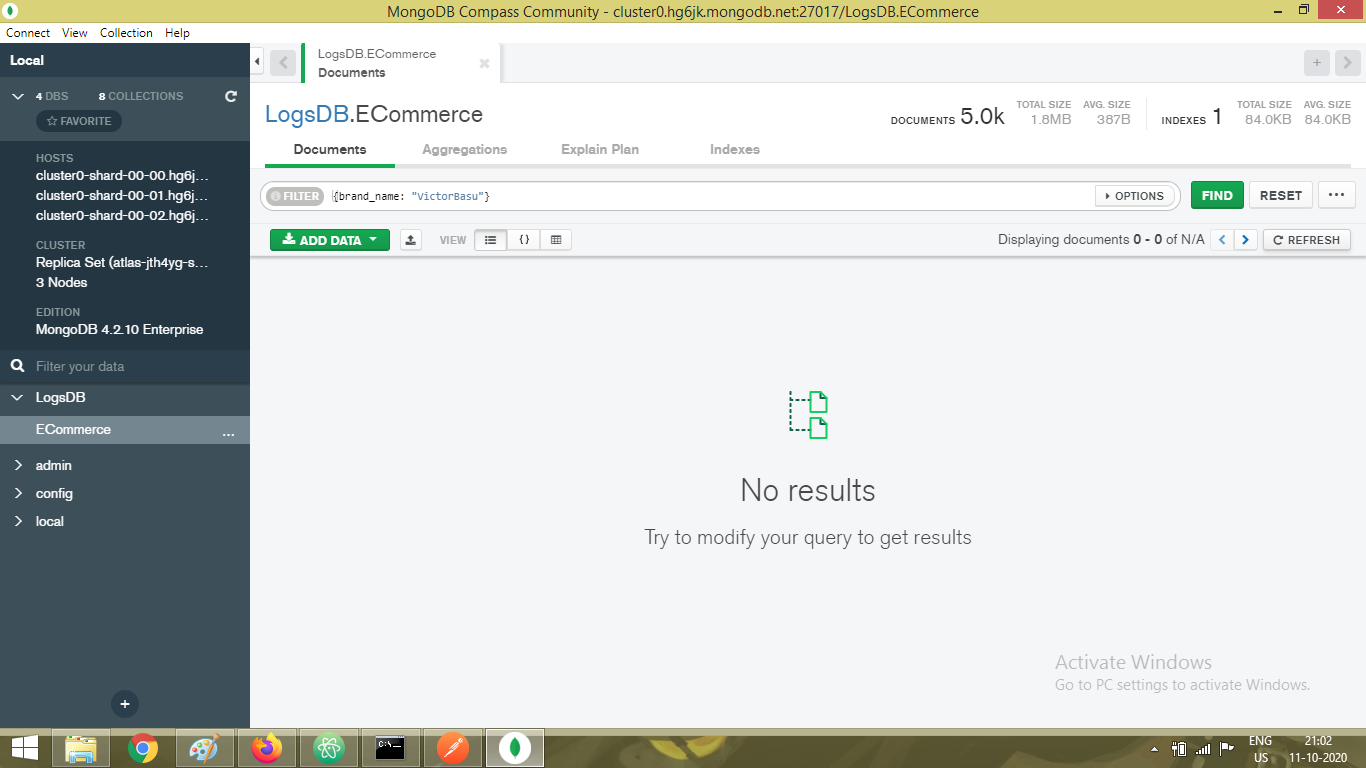 MongoDB Compass Community - cluster0.hg6jk.mongodb.net:27017/LogsDB.ECommerce
Connect View Collection Help
Local
4 DBS 8 COLLECTIONS
FAVORITE
HOSTS
cluster0-shard-00-00.hg6j...
cluster0-shard-00-01.hg6j...
cluster0-shard-00-02.hg6j...
CLUSTER
Replica Set (atlas-jth4yg-s...
3 Nodes
EDITION
MongoDB 4.2.10 Enterprise
Filter your data
LogsDB
ECommerce
...
admin
config
local
+
LogsDB.ECommerce
Documents
+
LogsDB.ECommerce
DOCUMENTS 5.0k TOTAL SIZE 1.8MB AVG. SIZE 387B INDEXES 1 TOTAL SIZE 84.0KB AVG. SIZE 84.0KB
Documents Aggregations Explain Plan Indexes
FILTER {brand_name: "VictorBasu"} OPTIONS FIND RESET ...
ADD DATA VIEW {} Displaying documents 0 - 0 of N/A < > REFRESH
No results
Try to modify your query to get results
Activate Windows
Go to PC settings to activate Windows.
C:\_
ENG 21:02
US 11-10-2020